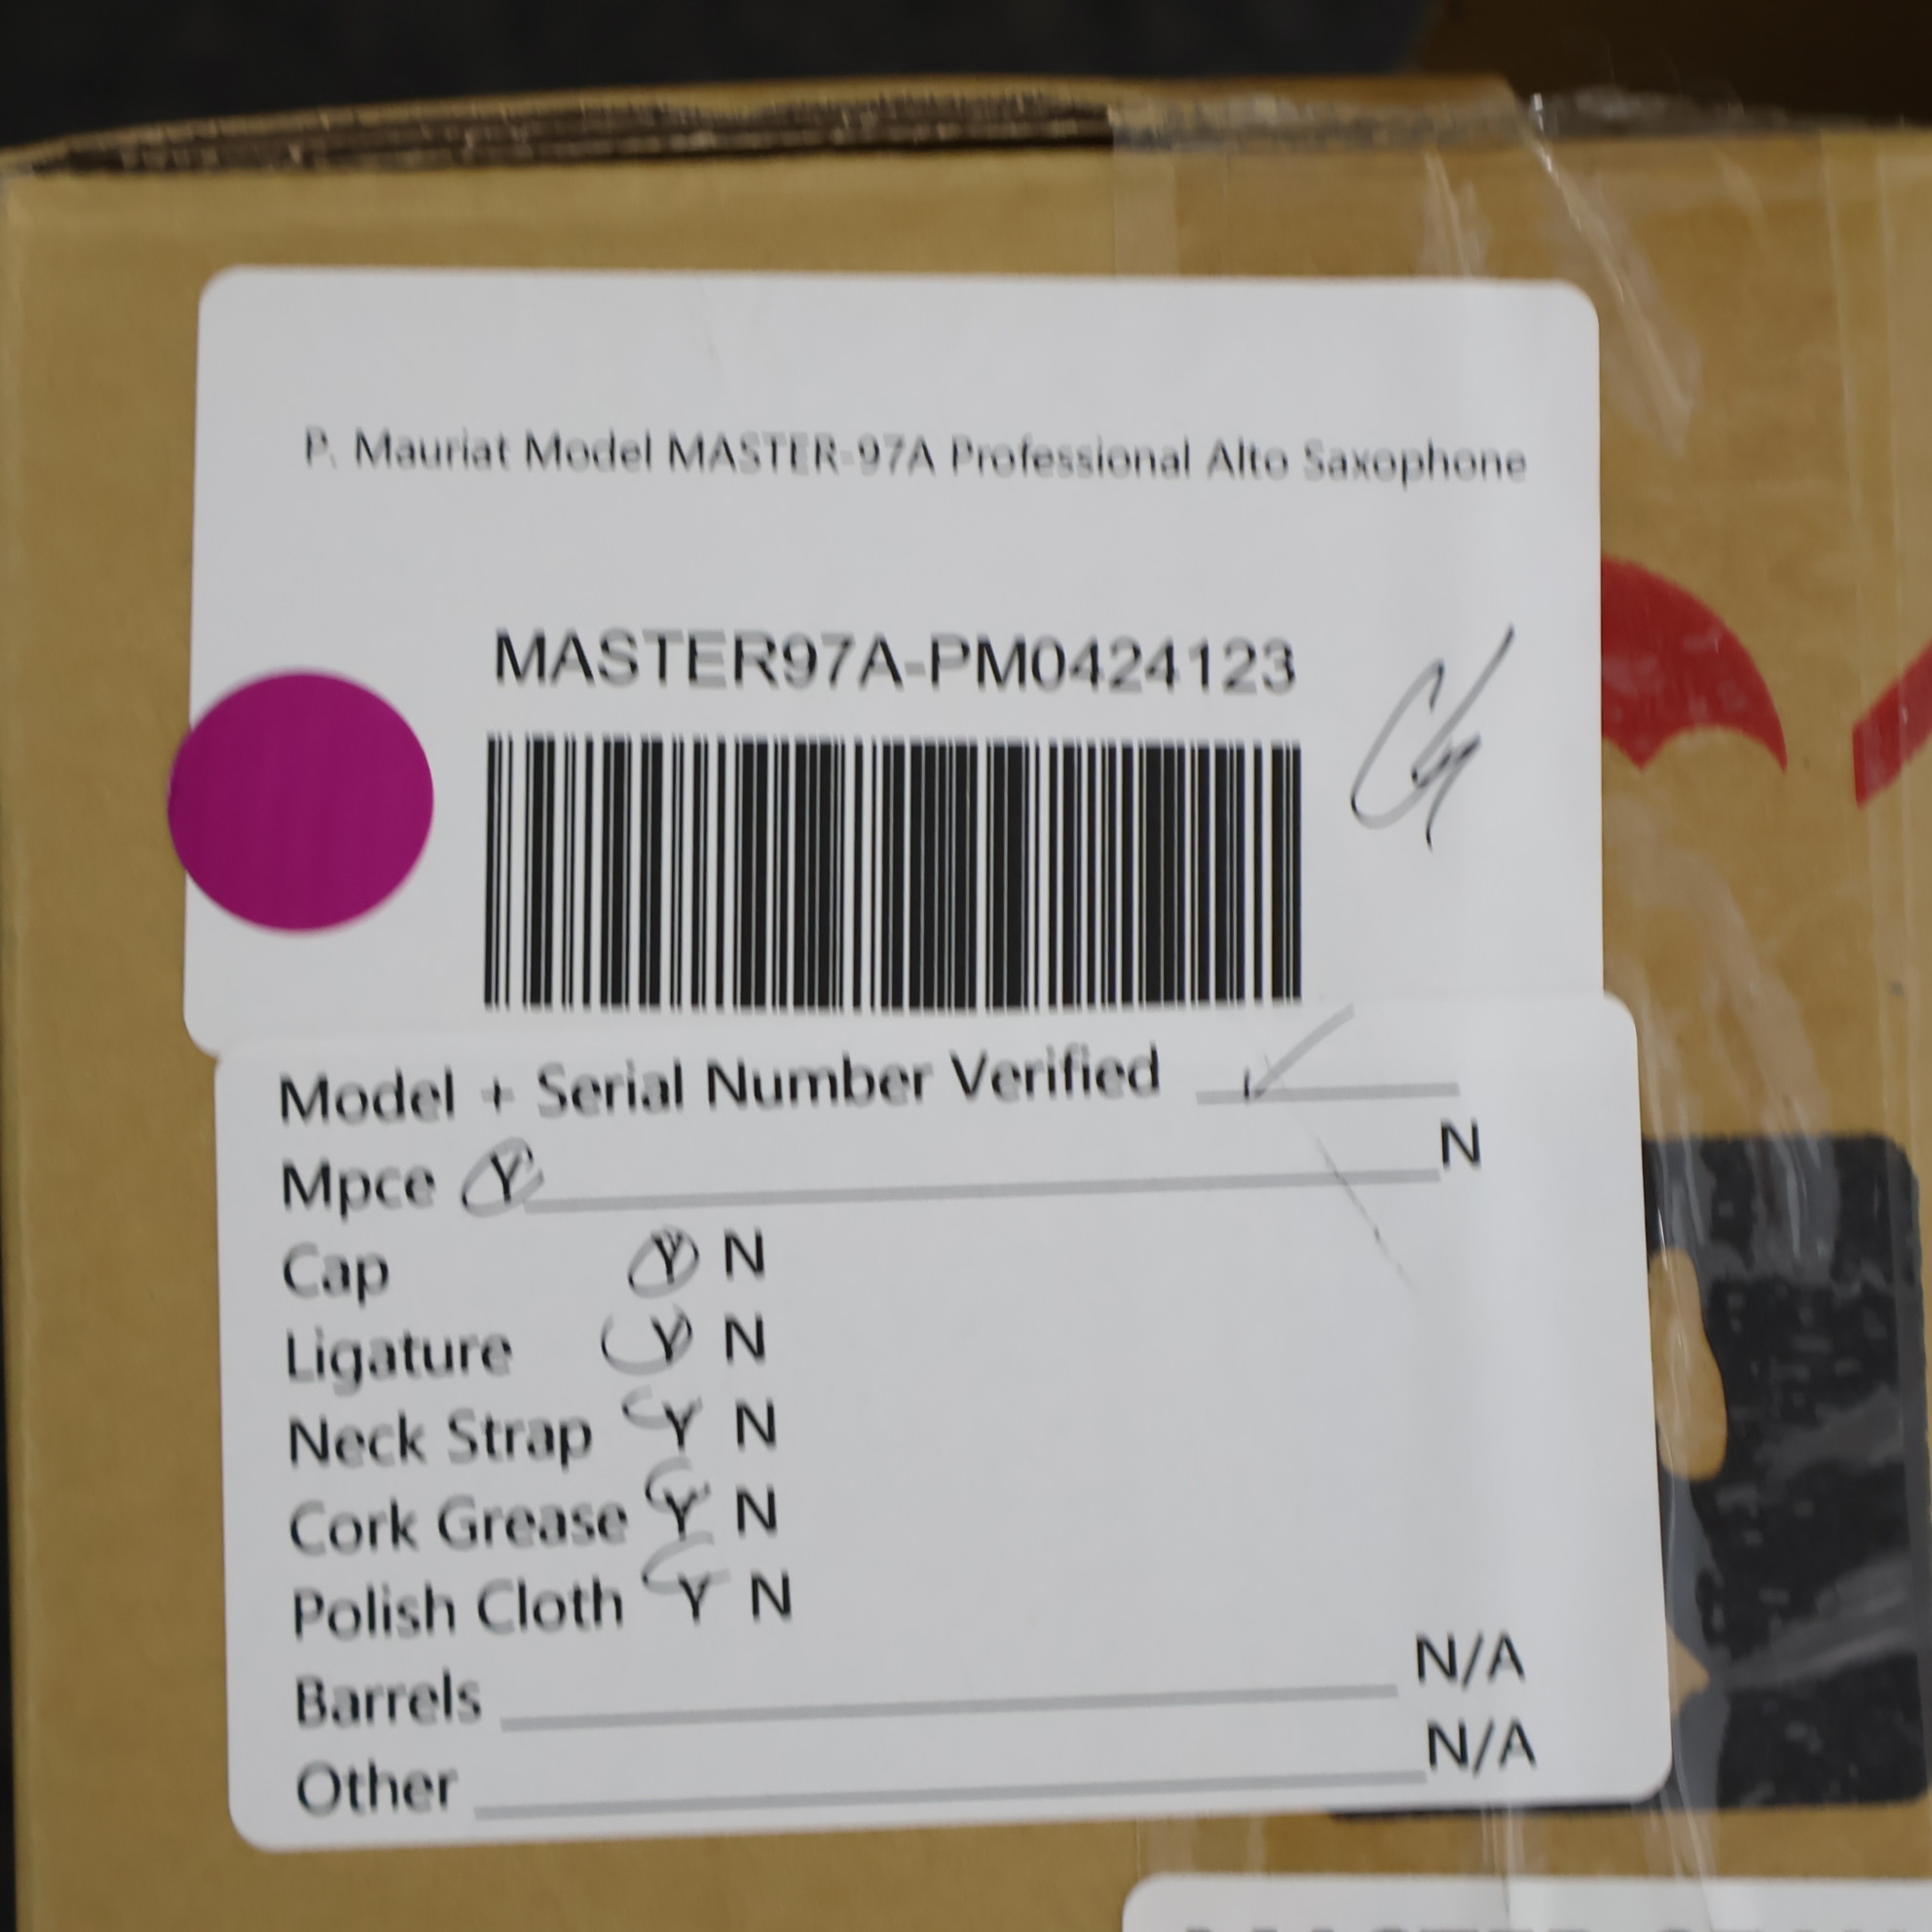 P. Mauriat Model MASTER-97A Professional Alto Saxophone
MASTER97A-PM0424123
Model + Serial Number Verified ✓
Mpce Y N
Cap Y N
Ligature Y N
Neck Strap Y N
Cork Grease Y N
Polish Cloth Y N
Barrels N/A
Other N/A